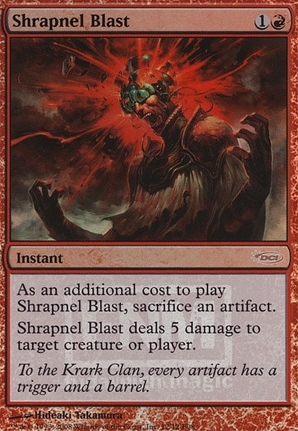 Shrapnel Blast 1
Instant
DCI
As an additional cost to play
Shrapnel Blast, sacrifice an artifact.
Shrapnel Blast deals 5 damage to
target creature or player.
To the Krark Clan, every artifact has a
trigger and a barrel.
Hideaki Takamura